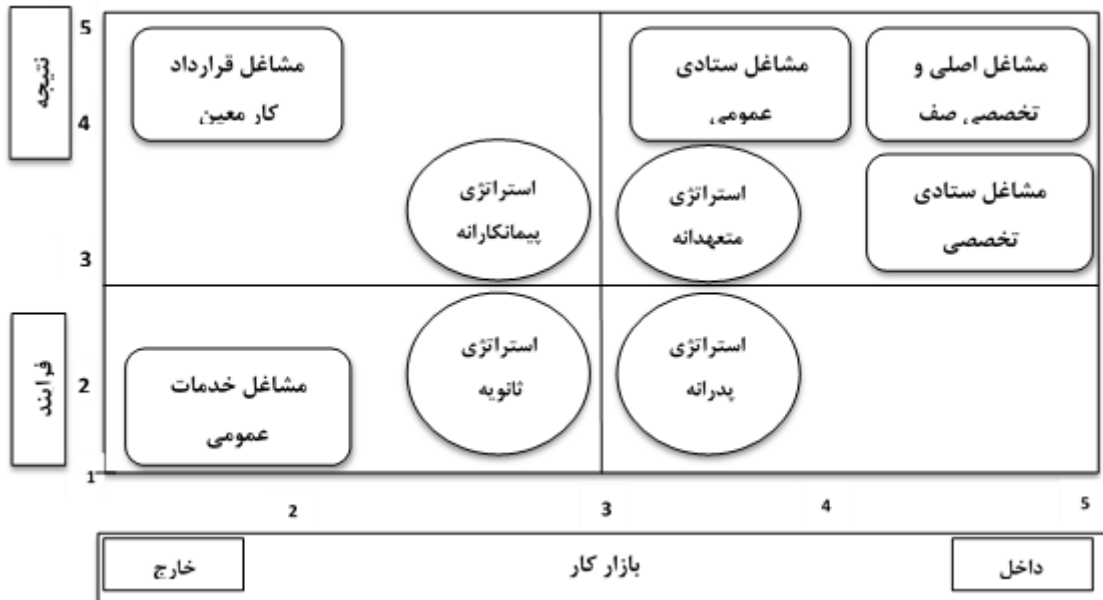 5
نتیجه
مشاغل اصلی و
تخصصی صف
مشاغل ستادی
عمومی
مشاغل قرارداد
کار معین
4
مشاغل ستادی
تخصصی
استراتژی
متعهدانه
استراتژی
پیمانکارانه
3
استراتژی
پدرانه
استراتژی
ثانویه
مشاغل خدمات
عمومی
2
فرایند
1
2
3
4
5
داخل
بازار کار
خارج